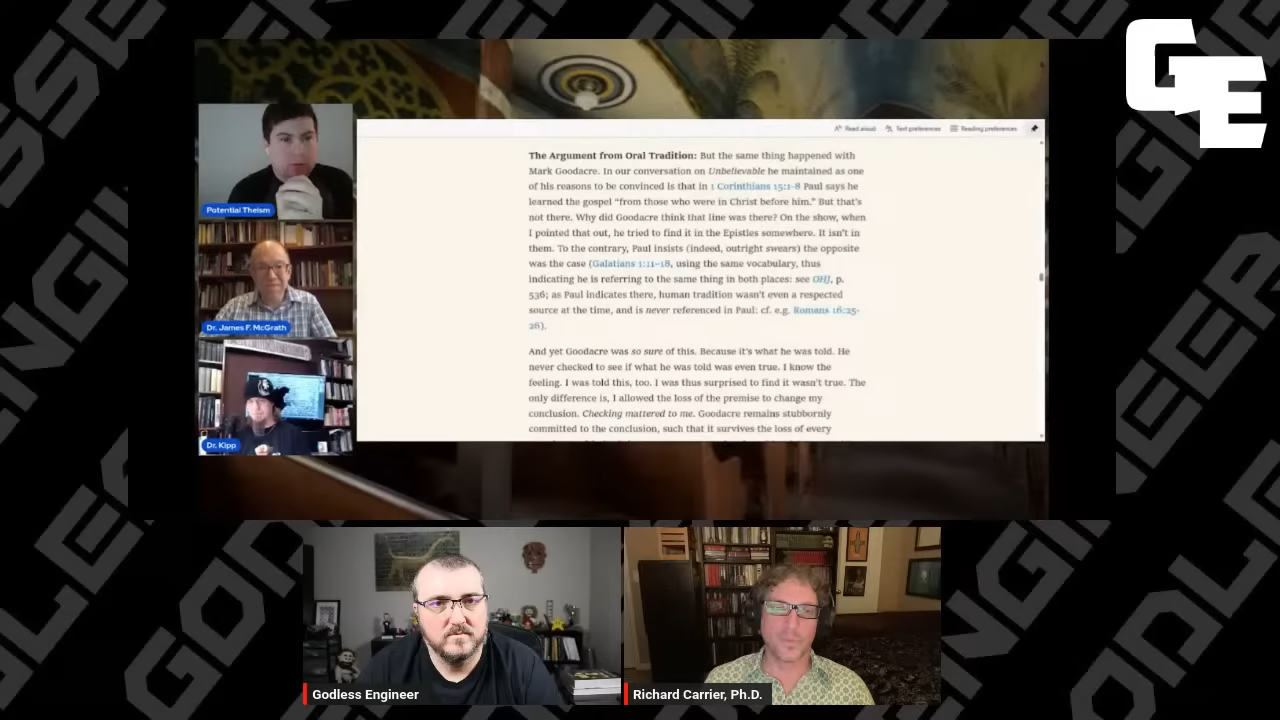 GE
Read aloud
Text preferences
Reading preferences
The Argument from Oral Tradition: But the same thing happened with
Mark Goodacre. In our conversation on Unbelievable he maintained as one
of his reasons to be convinced is that in 1 Corinthians 15:1-8 Paul says he
learned the gospel “from those who were in Christ before him.” But that’s
not there. Why did Goodacre think that line was there? On the show, when
I pointed that out, he tried to find it in the Epistles somewhere. It isn’t in
them. To the contrary, Paul insists (indeed, outright swears) the opposite
was the case (Galatians 1:11–18, using the same vocabulary, thus
indicating he is referring to the same thing in both places: see OHJ, p.
536; as Paul indicates there, human tradition wasn’t even a respected
source at the time, and is never referenced in Paul: cf. e.g. Romans 16:25-
26).
And yet Goodacre was so sure of this. Because it’s what he was told. He
never checked to see if what he was told was even true. I know the
feeling. I was told this, too. I was thus surprised to find it wasn’t true. The
only difference is, I allowed the loss of the premise to change my
conclusion. Checking mattered to me. Goodacre remains stubbornly
committed to the conclusion, such that it survives the loss of every
Potential Theism
Dr. James F. McGrath
Dr. Kipp
Godless Engineer
Richard Carrier, Ph.D.